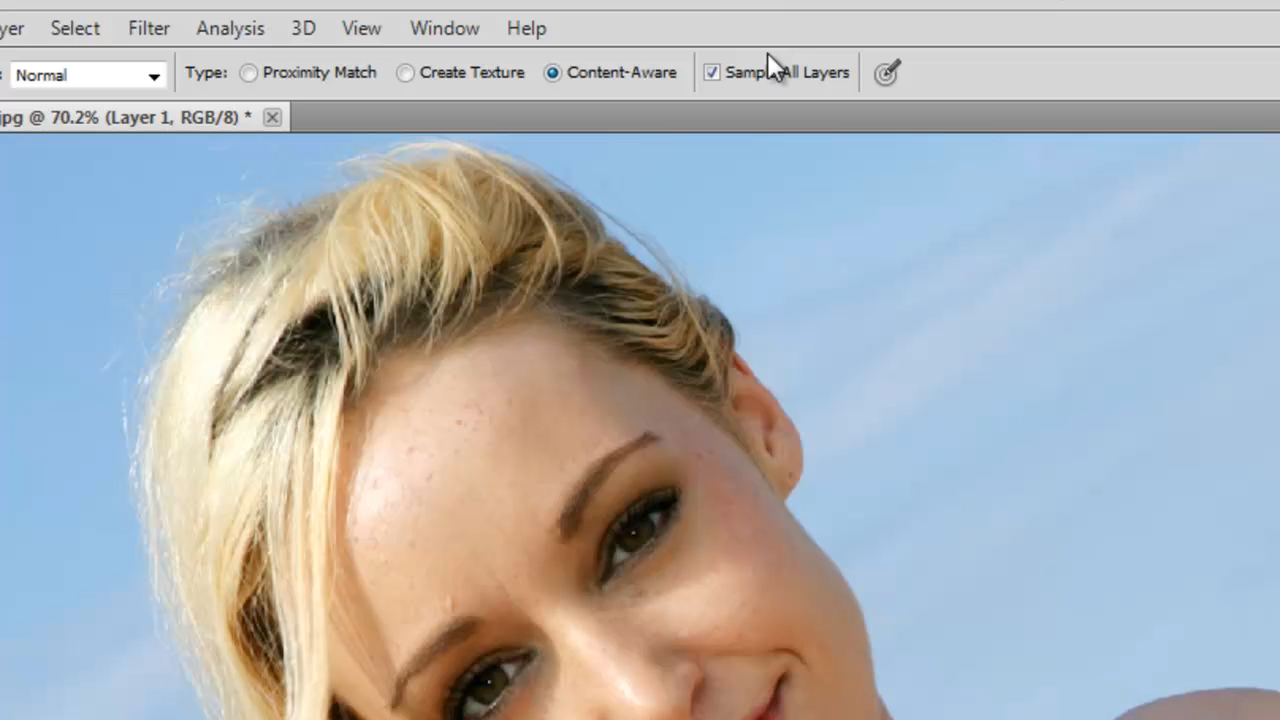 yer Select Filter Analysis 3D View Window Help
: Normal Type: Proximity Match Create Texture Content-Aware Sample All Layers
jpg @ 70.2% (Layer 1, RGB/8) *